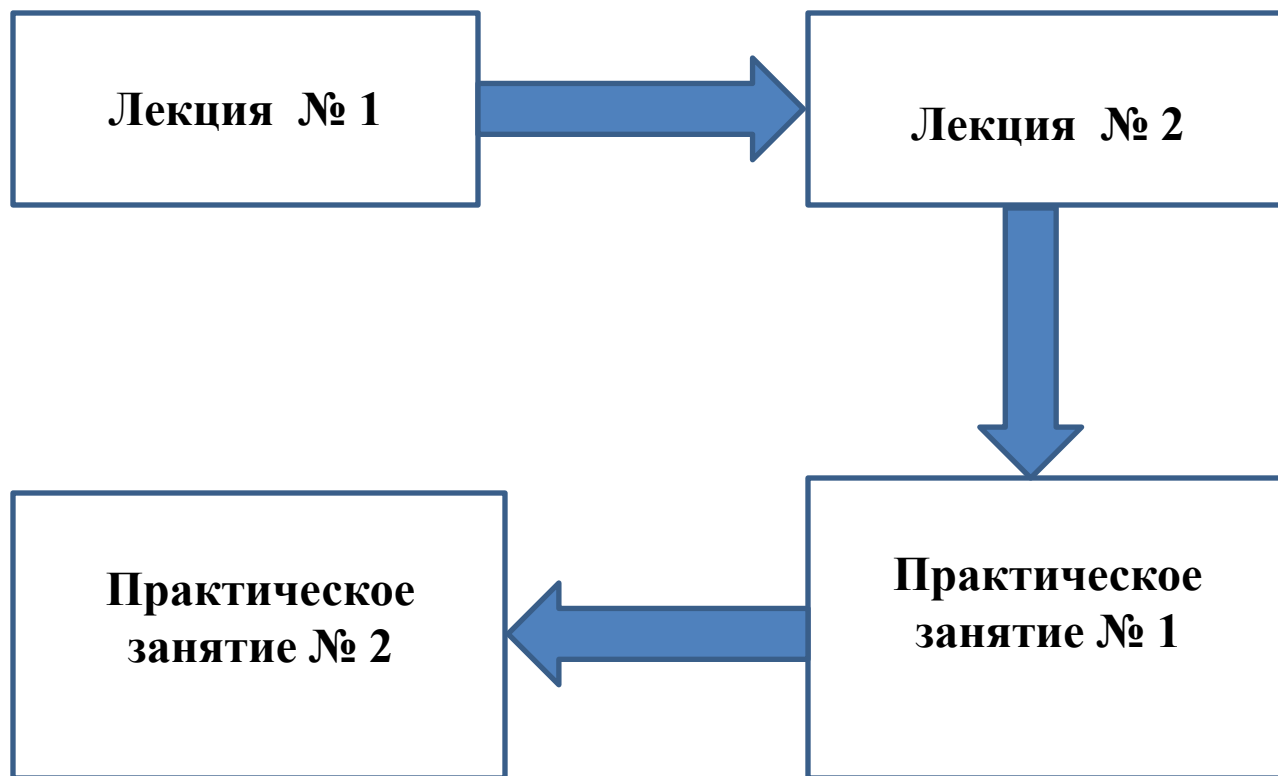 Лекция № 1
Лекция № 2
Практическое
занятие № 1
Практическое
занятие № 2